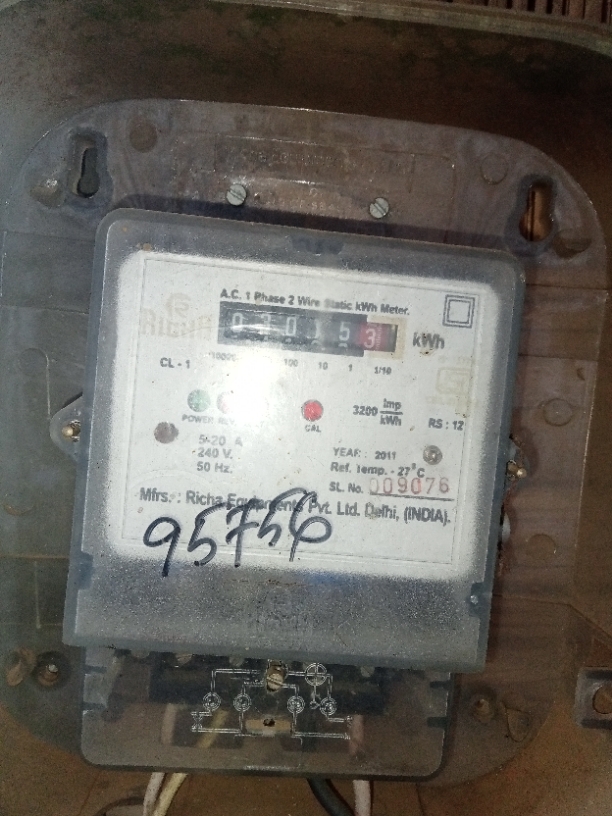 A.C. 1 Phase 2 Wire Static kWh Meter.
RICHA
kWh
CL - 1
10000 100 10 1 1/10
3200 imp/kWh
POWER
CAL
RS : 12
5-20 A
240 V.
50 Hz.
YEAR : 2011
Ref. Temp. - 27°C
SL. No. 009076
Mfrs. : Richa Equipments Pvt. Ltd. Delhi, (INDIA).
95756